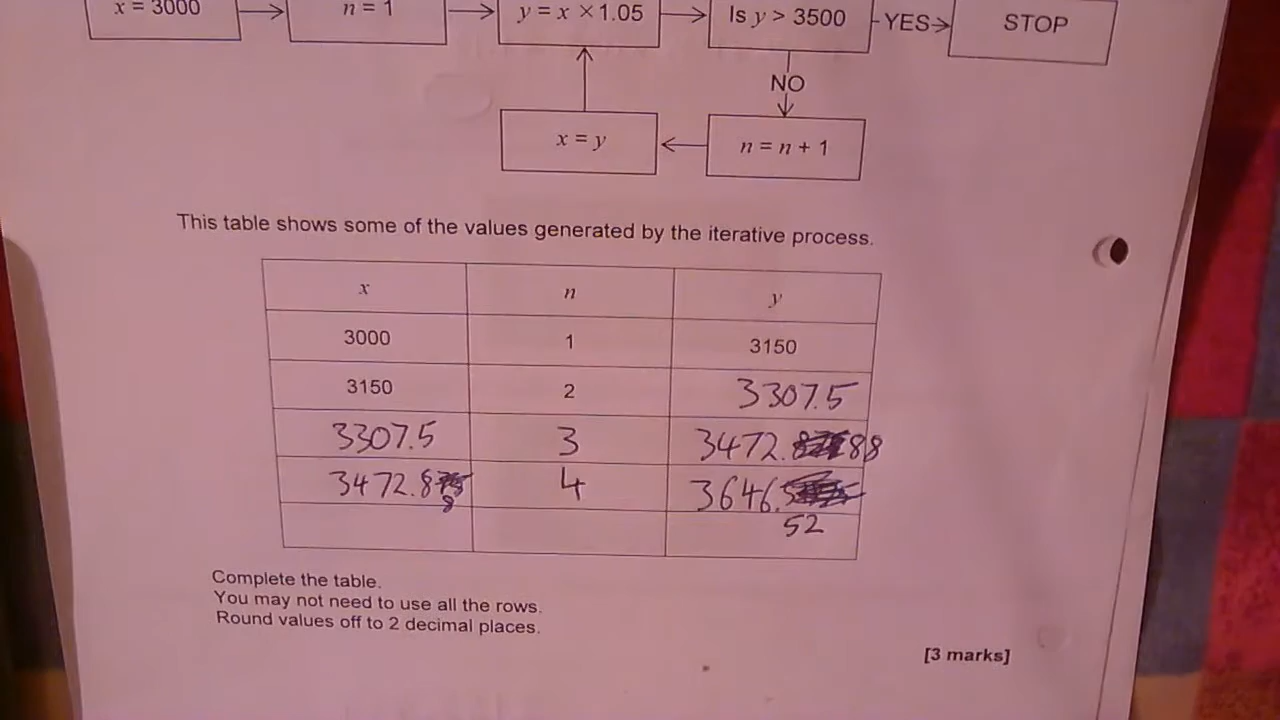 x = 3000 n = 1 y = x × 1.05 Is y > 3500 YES STOP
NO
x = y n = n + 1
This table shows some of the values generated by the iterative process.
x n y
3000 1 3150
3150 2 3307.5
3307.5 3 3472.88
3472.88 4 3646.52
Complete the table.
You may not need to use all the rows.
Round values off to 2 decimal places.
[3 marks]